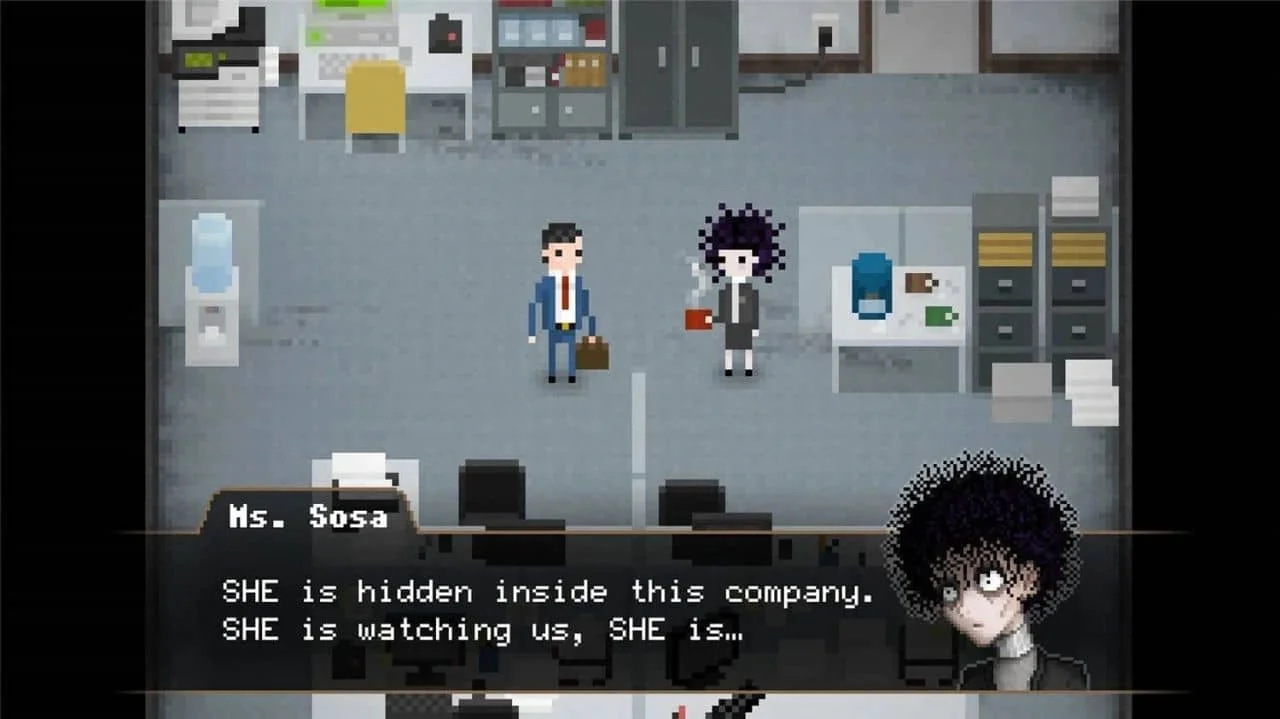 Ms. Sosa
SHE is hidden inside this company.
SHE is watching us, SHE is…